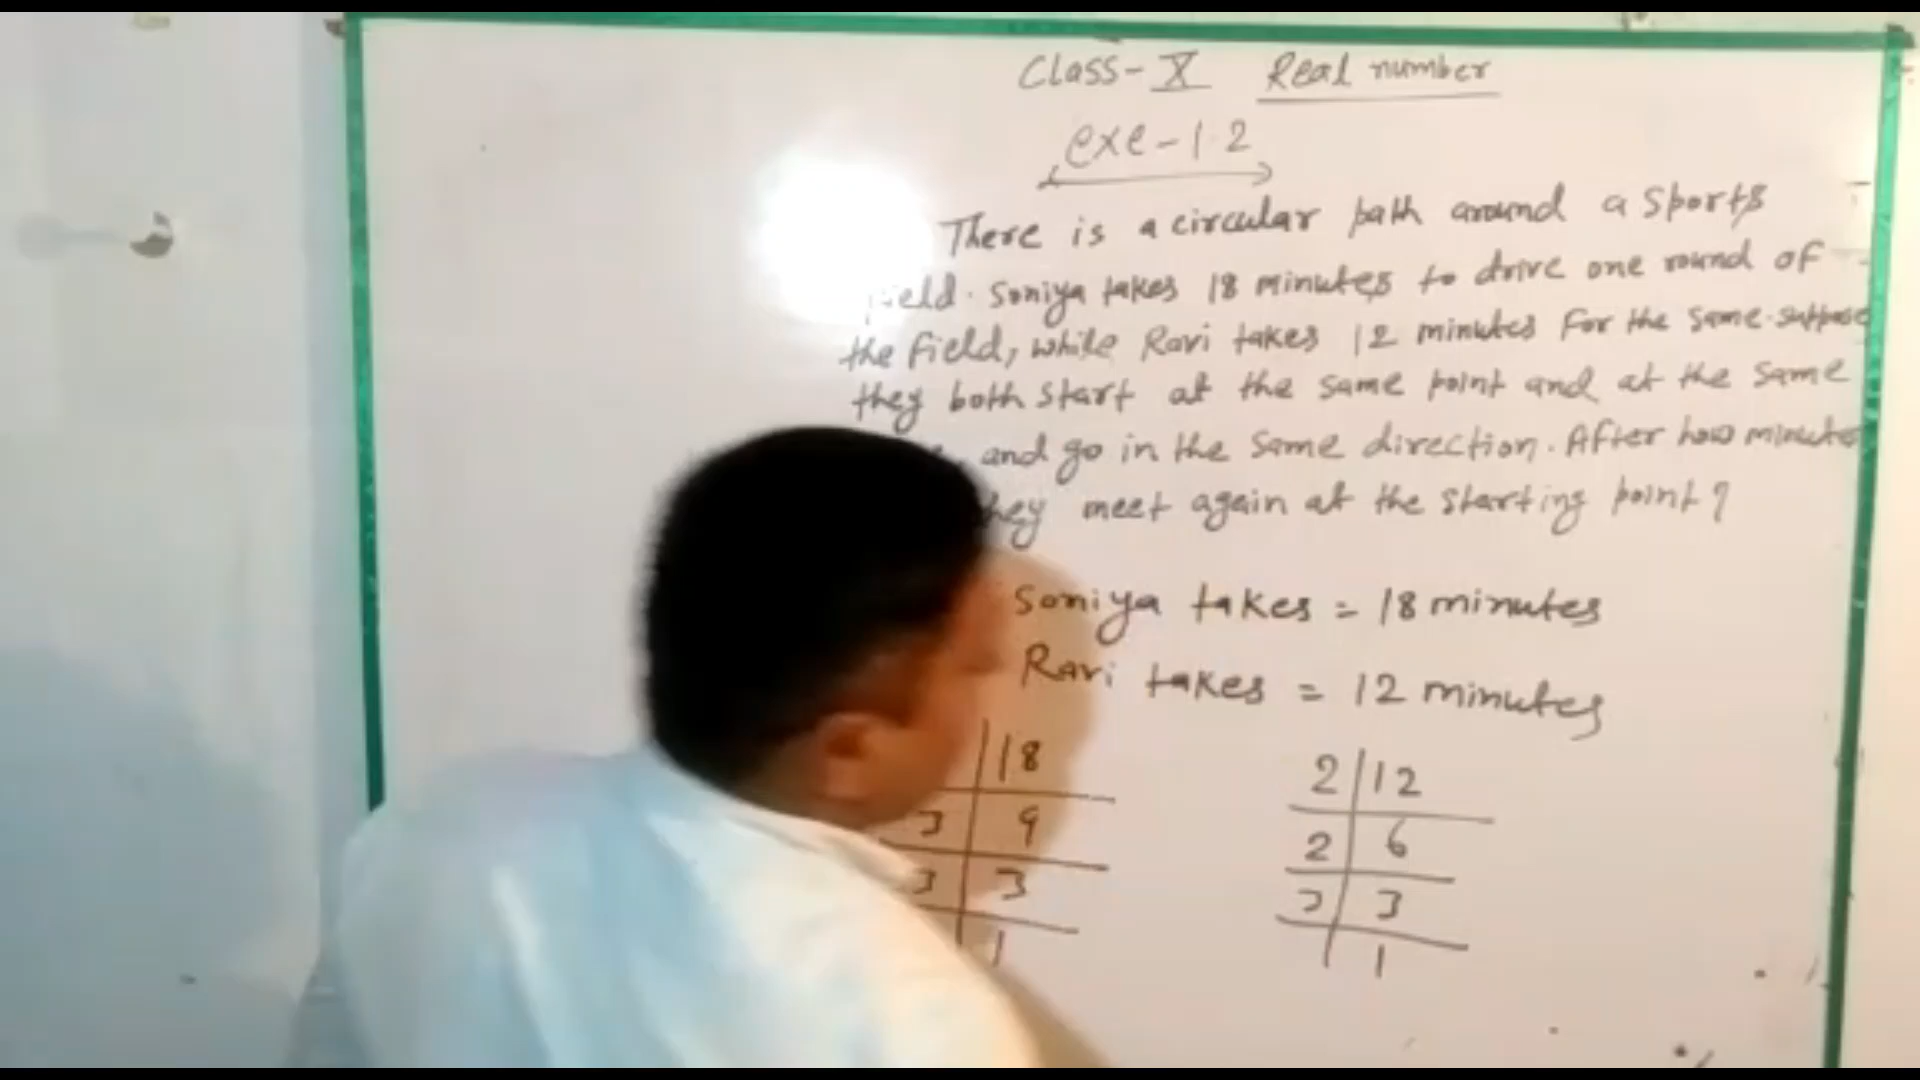 Class - X Real number
exe - 1.2
There is a circular path around a sports
field. Soniya takes 18 minutes to drive one round of
the field, while Ravi takes 12 minutes for the same. suppose
they both start at the same point and at the same
and go in the same direction. After how minute
they meet again at the starting point?
Soniya takes = 18 minutes
Ravi takes = 12 minutes
18
3 9
3 3
1
2 12
2 6
3 3
1